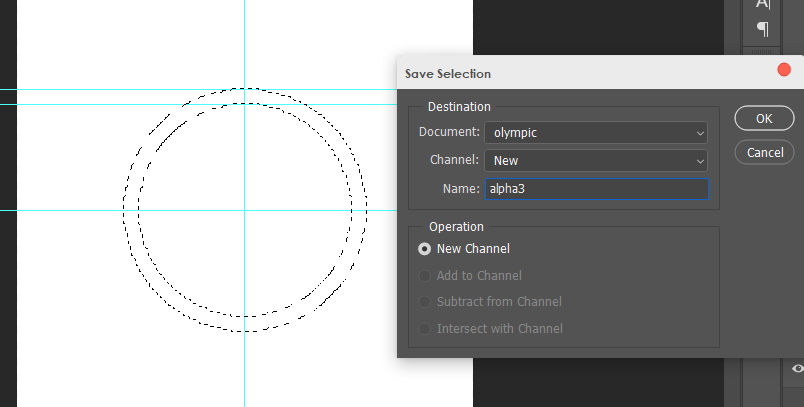 A|
¶
Save Selection
Destination
Document: olympic
Channel: New
Name: alpha3
OK
Cancel
Operation
New Channel
Add to Channel
Subtract from Channel
Intersect with Channel